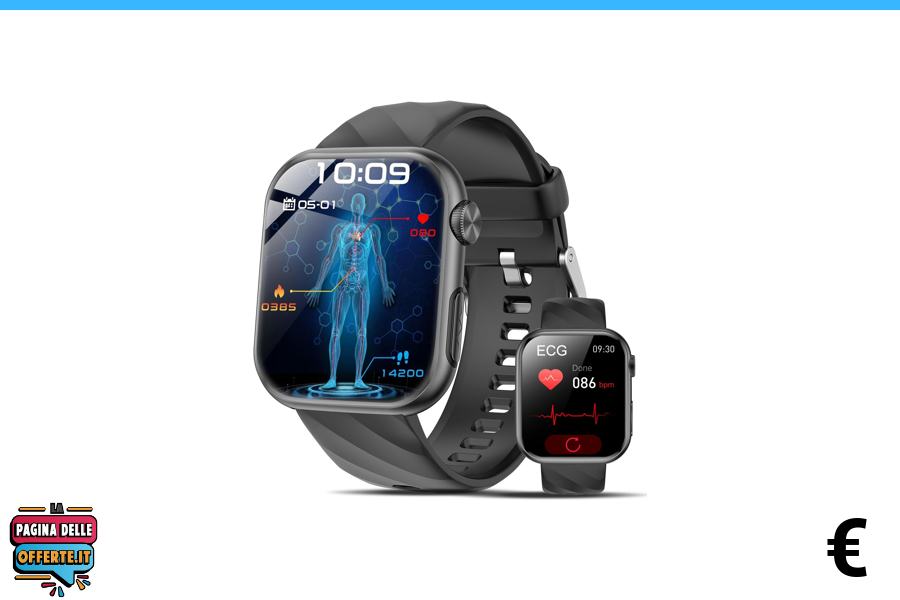 10:09
05-01
080
0385
14200
ECG 09:30
Done
086 bpm
LA
PAGINA DELLE
OFFERTE.IT
€